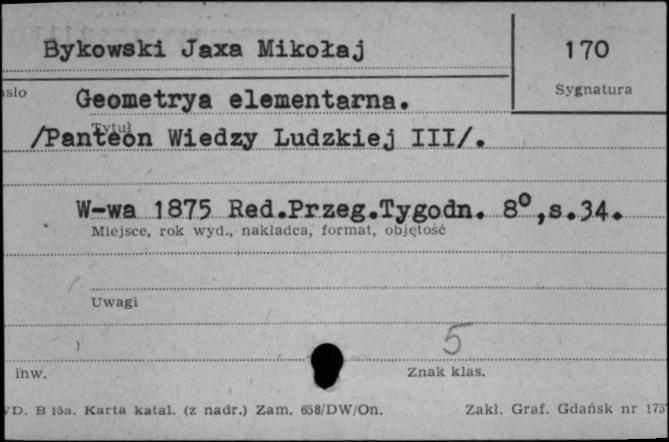 Bykowski Jaxa Mikołaj
170
Sygnatura
Geometrya elementarna.
Tytuł
/Panteon Wiedzy Ludzkiej III/.
W-wa 1875 Red.Przeg.Tygodn. 8°,s.34.
Miejsce, rok wyd., nakładca, format, objętość
Uwagi
5
inw.
Znak klas.
D. B 15a. Karta katal. (z nadr.) Zam. 658/DW/On.
Zakł. Graf. Gdańsk nr 175